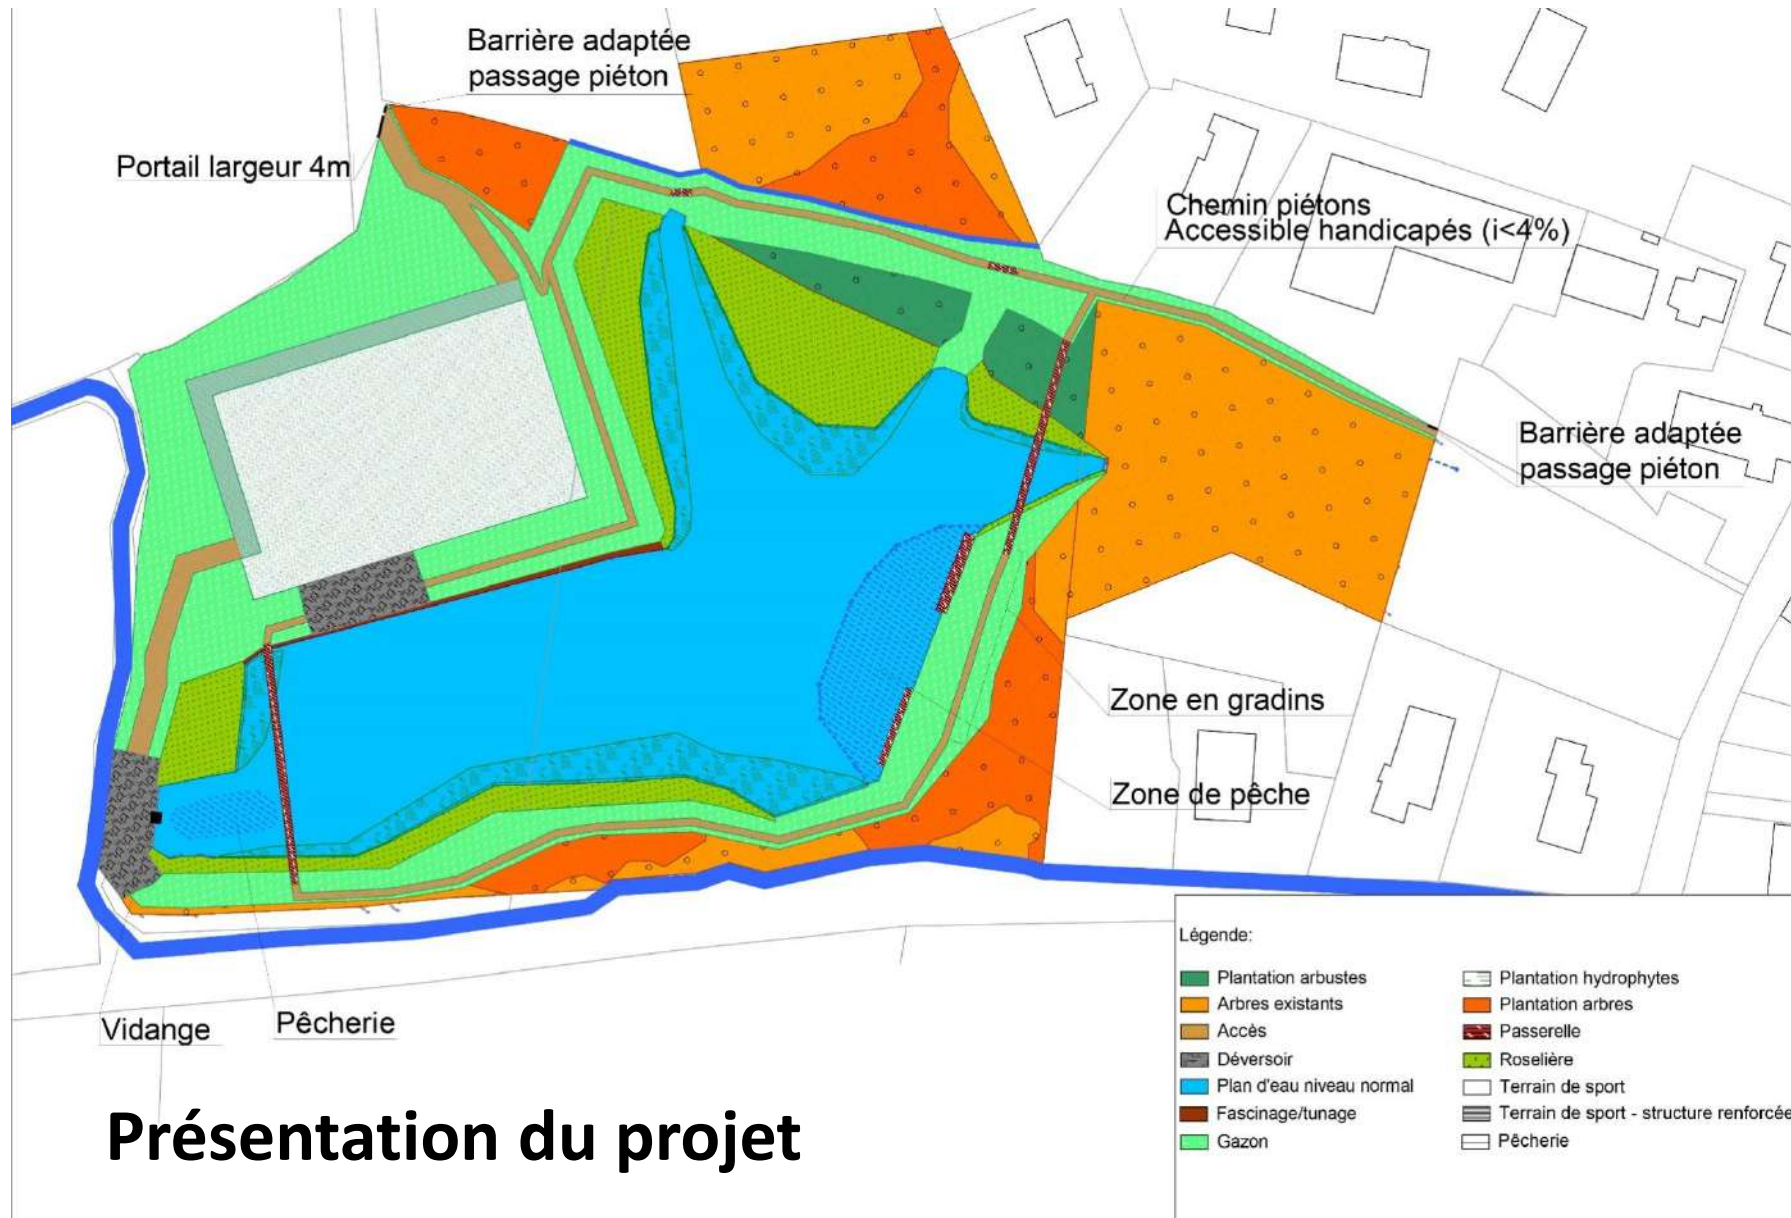 Barrière adaptée
passage piéton
Portail largeur 4m
Chemin piétons
Accessible handicapés (i<4%)
Barrière adaptée
passage piéton
Zone en gradins
Zone de pêche
Vidange
Pêcherie
Présentation du projet
Légende:
Plantation arbustes
Arbres existants
Accès
Déversoir
Plan d'eau niveau normal
Fascinage/tunage
Gazon
Plantation hydrophytes
Plantation arbres
Passerelle
Roselière
Terrain de sport
Terrain de sport - structure renforcée
Pêcherie